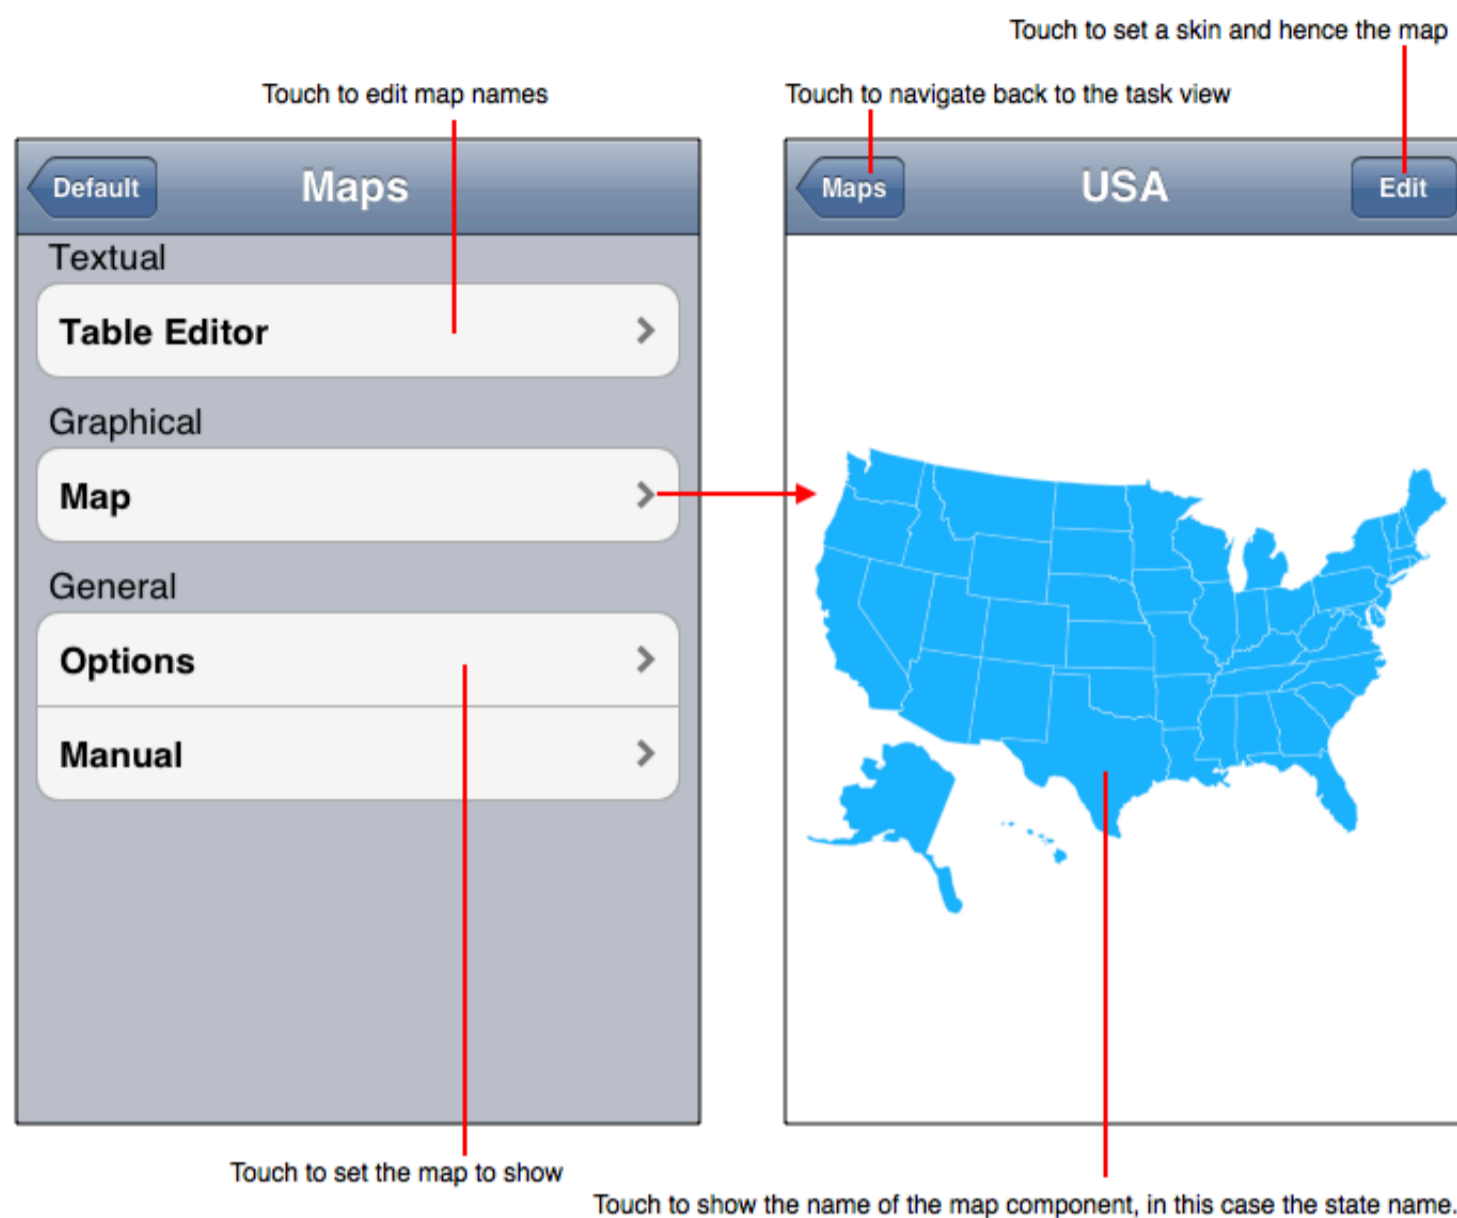 Touch to set a skin and hence the map
Touch to edit map names
Touch to navigate back to the task view
Default
Maps
Maps
USA
Edit
Textual
Table Editor
Graphical
Map
General
Options
Manual
Touch to set the map to show
Touch to show the name of the map component, in this case the state name.